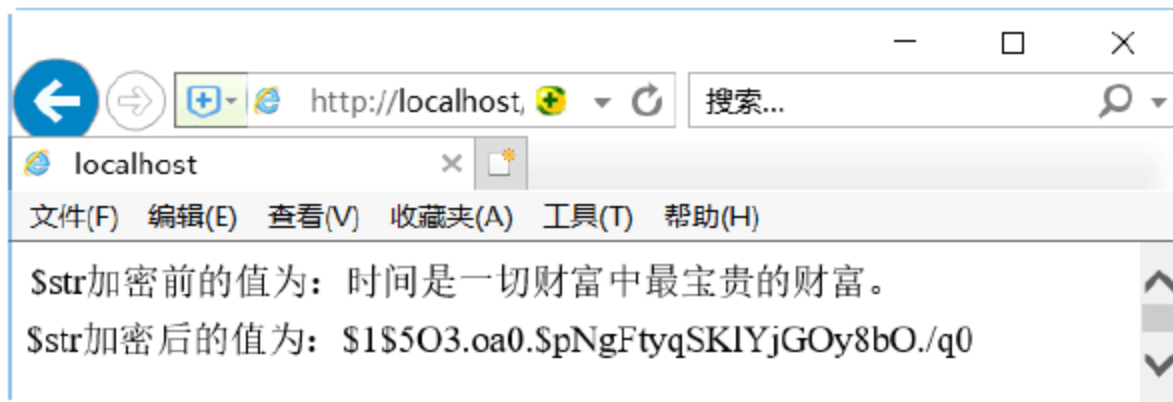 http://localhost,
搜索...
localhost
文件(F) 编辑(E) 查看(V) 收藏夹(A) 工具(T) 帮助(H)
$str加密前的值为：时间是一切财富中最宝贵的财富。
$str加密后的值为：$1$5O3.oa0.$pNgFtyqSKlYjGOy8bO./q0